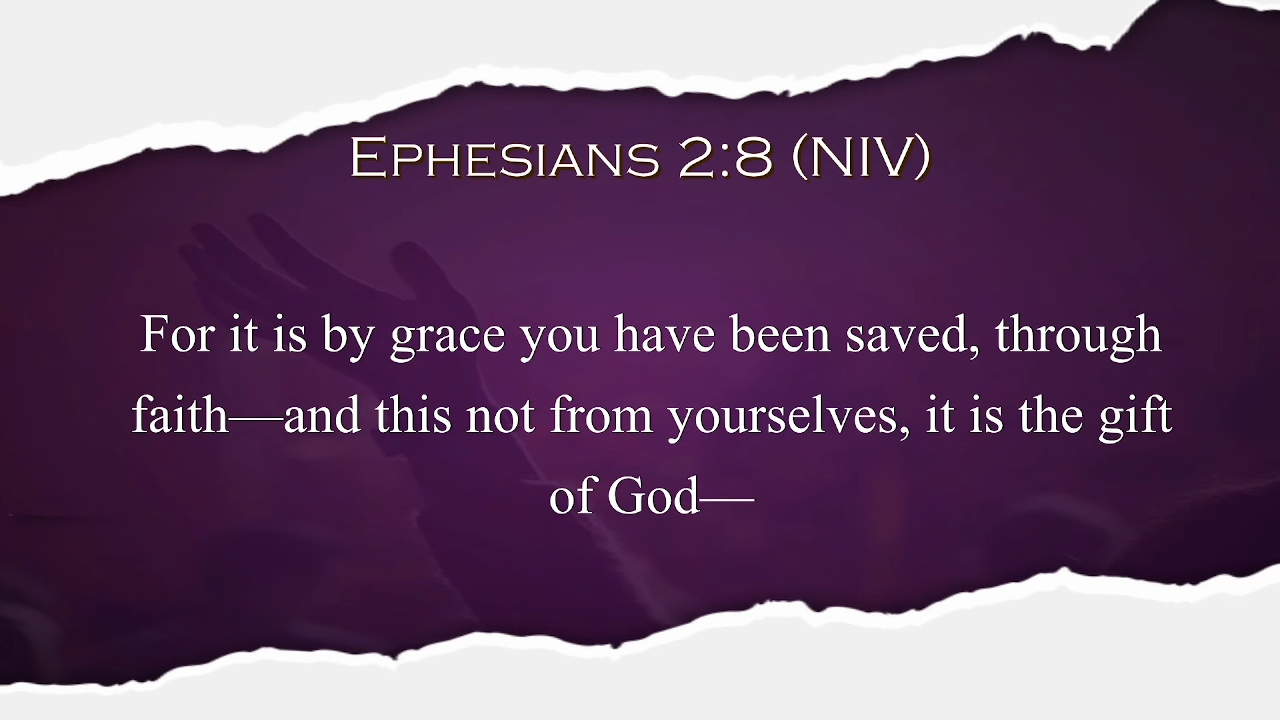 Ephesians 2:8 (NIV)
For it is by grace you have been saved, through
faith—and this not from yourselves, it is the gift
of God—